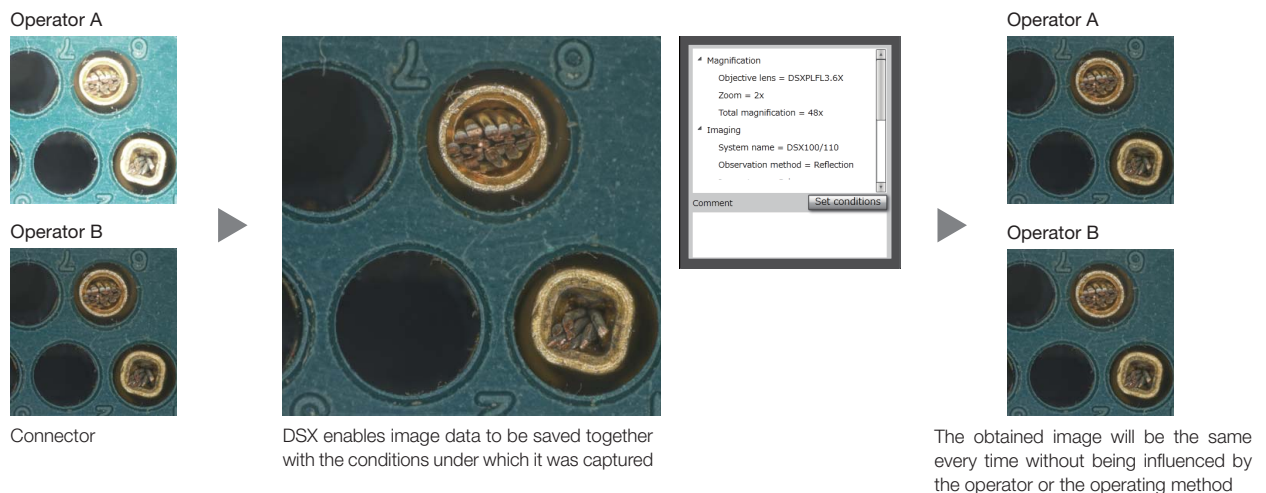 Operator A
Operator B
Connector
7 6
7
DSX enables image data to be saved together
with the conditions under which it was captured
Magnification
Objective lens = DSXPLFL3.6X
Zoom = 2x
Total magnification = 48x
Imaging
System name = DSX100/110
Observation method = Reflection
Comment
Set conditions
Operator A
Operator B
The obtained image will be the same
every time without being influenced by
the operator or the operating method